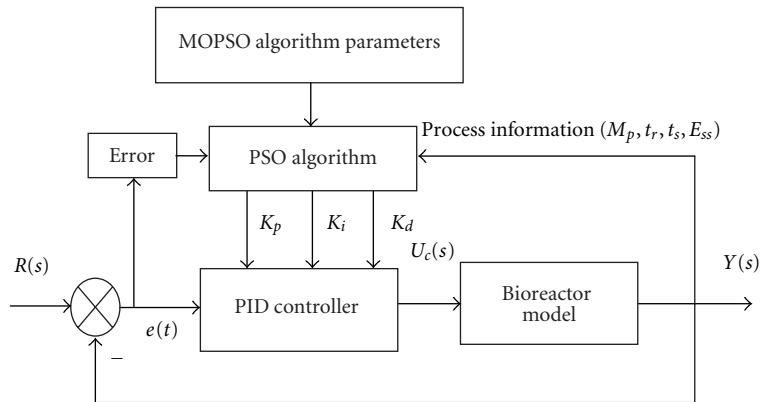 MOPSO algorithm parameters
Process information (M_p, t_r, t_s, E_ss)
Error
PSO algorithm
K_p
K_i
K_d
U_c(s)
R(s)
Y(s)
PID controller
Bioreactor
model
e(t)
−